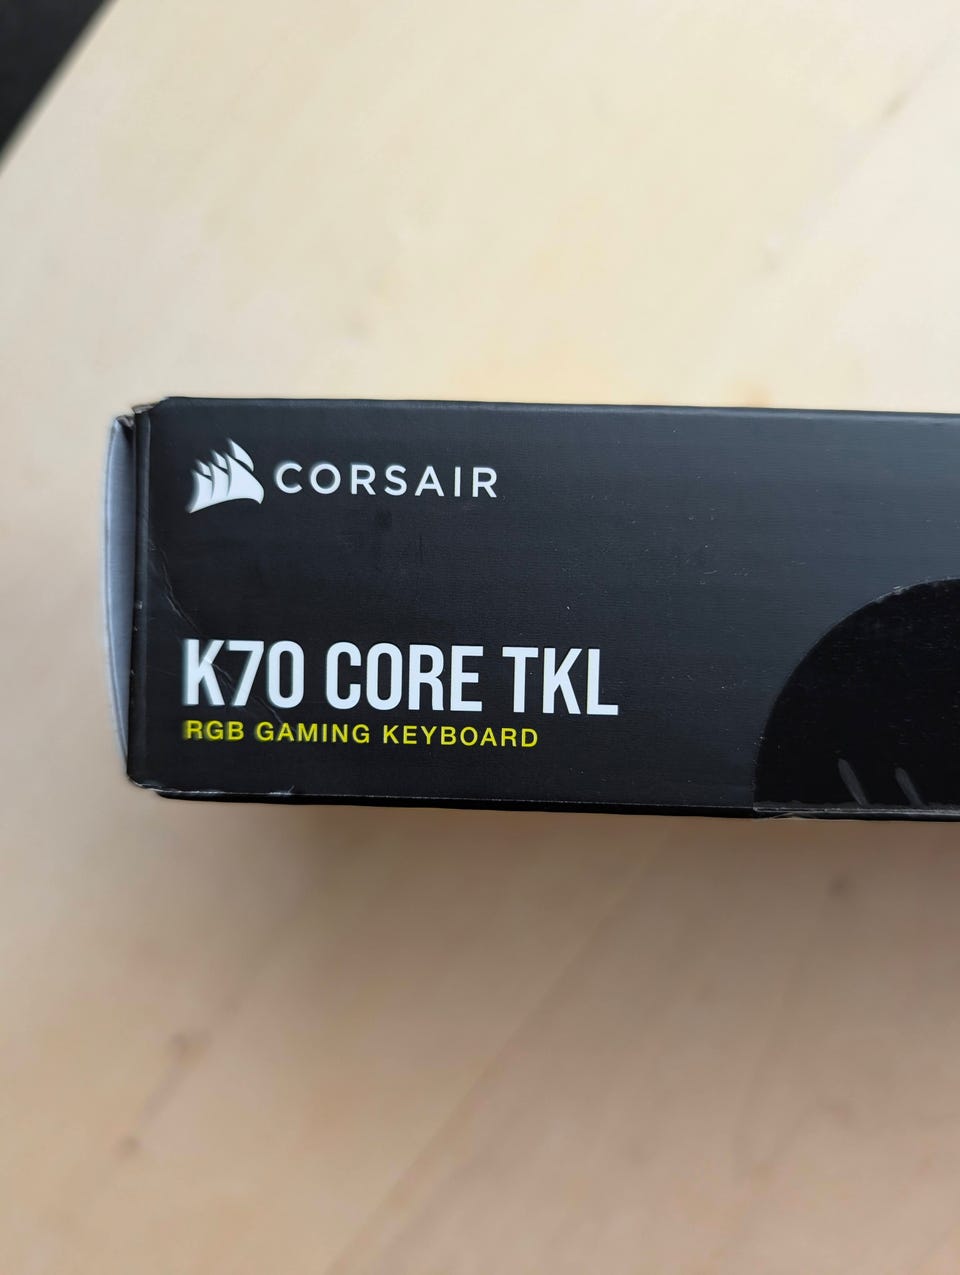 CORSAIR
K70 CORE TKL
RGB GAMING KEYBOARD